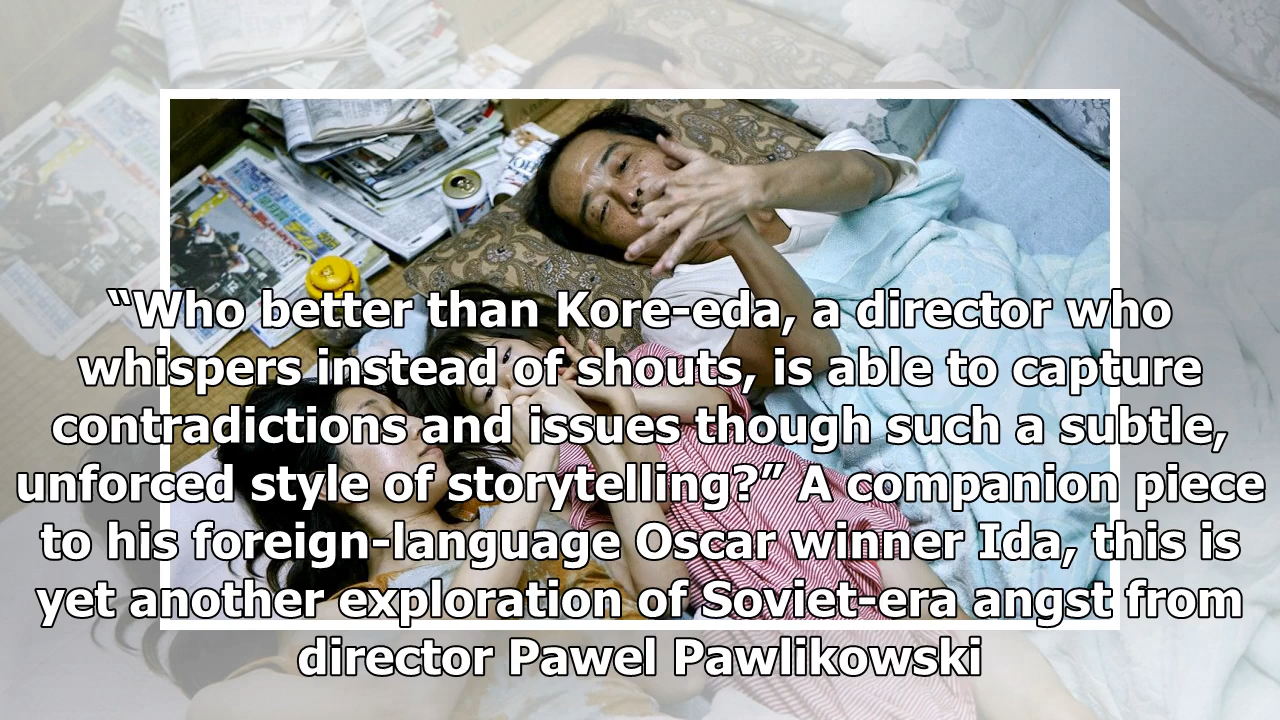 “Who better than Kore-eda, a director who
whispers instead of shouts, is able to capture
contradictions and issues though such a subtle,
unforced style of storytelling?” A companion piece
to his foreign-language Oscar winner Ida, this is
yet another exploration of Soviet-era angst from
director Pawel Pawlikowski